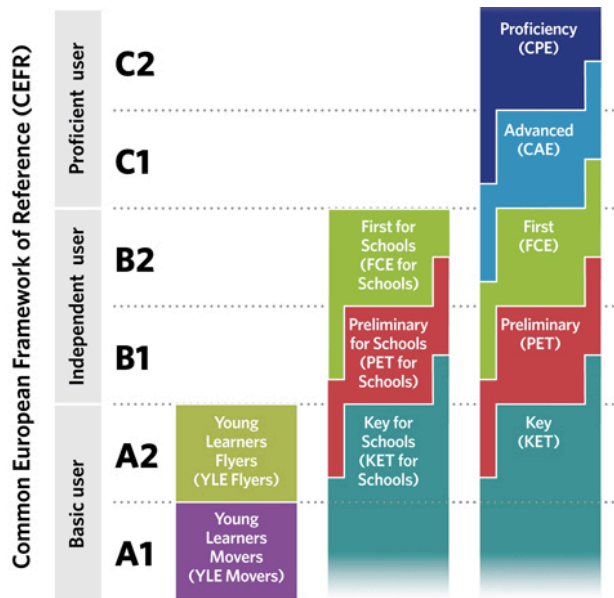 Common European Framework of Reference (CEFR)
Proficient user
Independent user
Basic user
C2
C1
B2
B1
A2
A1
Young
Learners
Flyers
(YLE Flyers)
Young
Learners
Movers
(YLE Movers)
First for
Schools
(FCE for
Schools)
Preliminary
for Schools
(PET for
Schools)
Key for
Schools
(KET for
Schools)
Proficiency
(CPE)
Advanced
(CAE)
First
(FCE)
Preliminary
(PET)
Key
(KET)